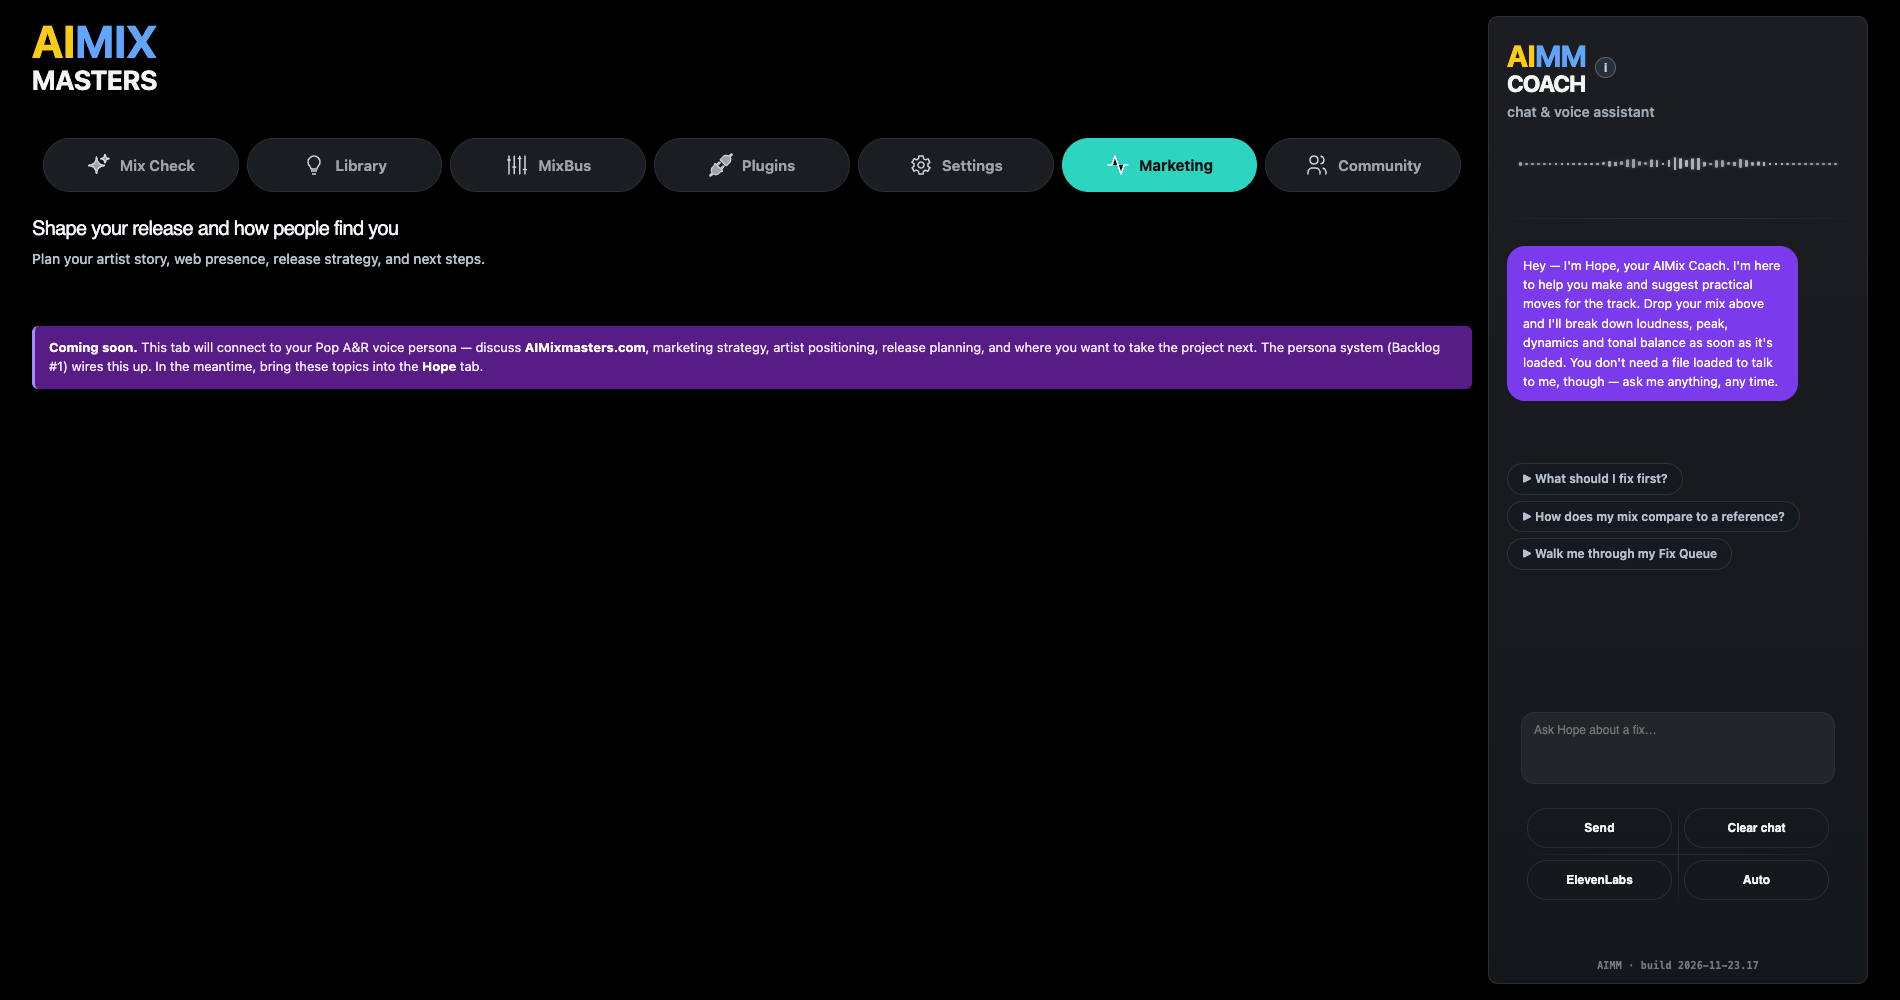 AIMIX
MASTERS
Mix Check
Library
MixBus
Plugins
Settings
Marketing
Community
Shape your release and how people find you
Plan your artist story, web presence, release strategy, and next steps.
Coming soon. This tab will connect to your Pop A&R voice persona — discuss AIMixmasters.com, marketing strategy, artist positioning, release planning, and where you want to take the project next. The persona system (Backlog
#1) wires this up. In the meantime, bring these topics into the Hope tab.
AIMM
COACH
i
chat & voice assistant
Hey — I'm Hope, your AIMix Coach. I'm here
to help you make and suggest practical
moves for the track. Drop your mix above
and I'll break down loudness, peak,
dynamics and tonal balance as soon as it's
loaded. You don't need a file loaded to talk
to me, though — ask me anything, any time.
What should I fix first?
How does my mix compare to a reference?
Walk me through my Fix Queue
Ask Hope about a fix...
Send
Clear chat
ElevenLabs
Auto
AIMM · build 2026-11-23.17